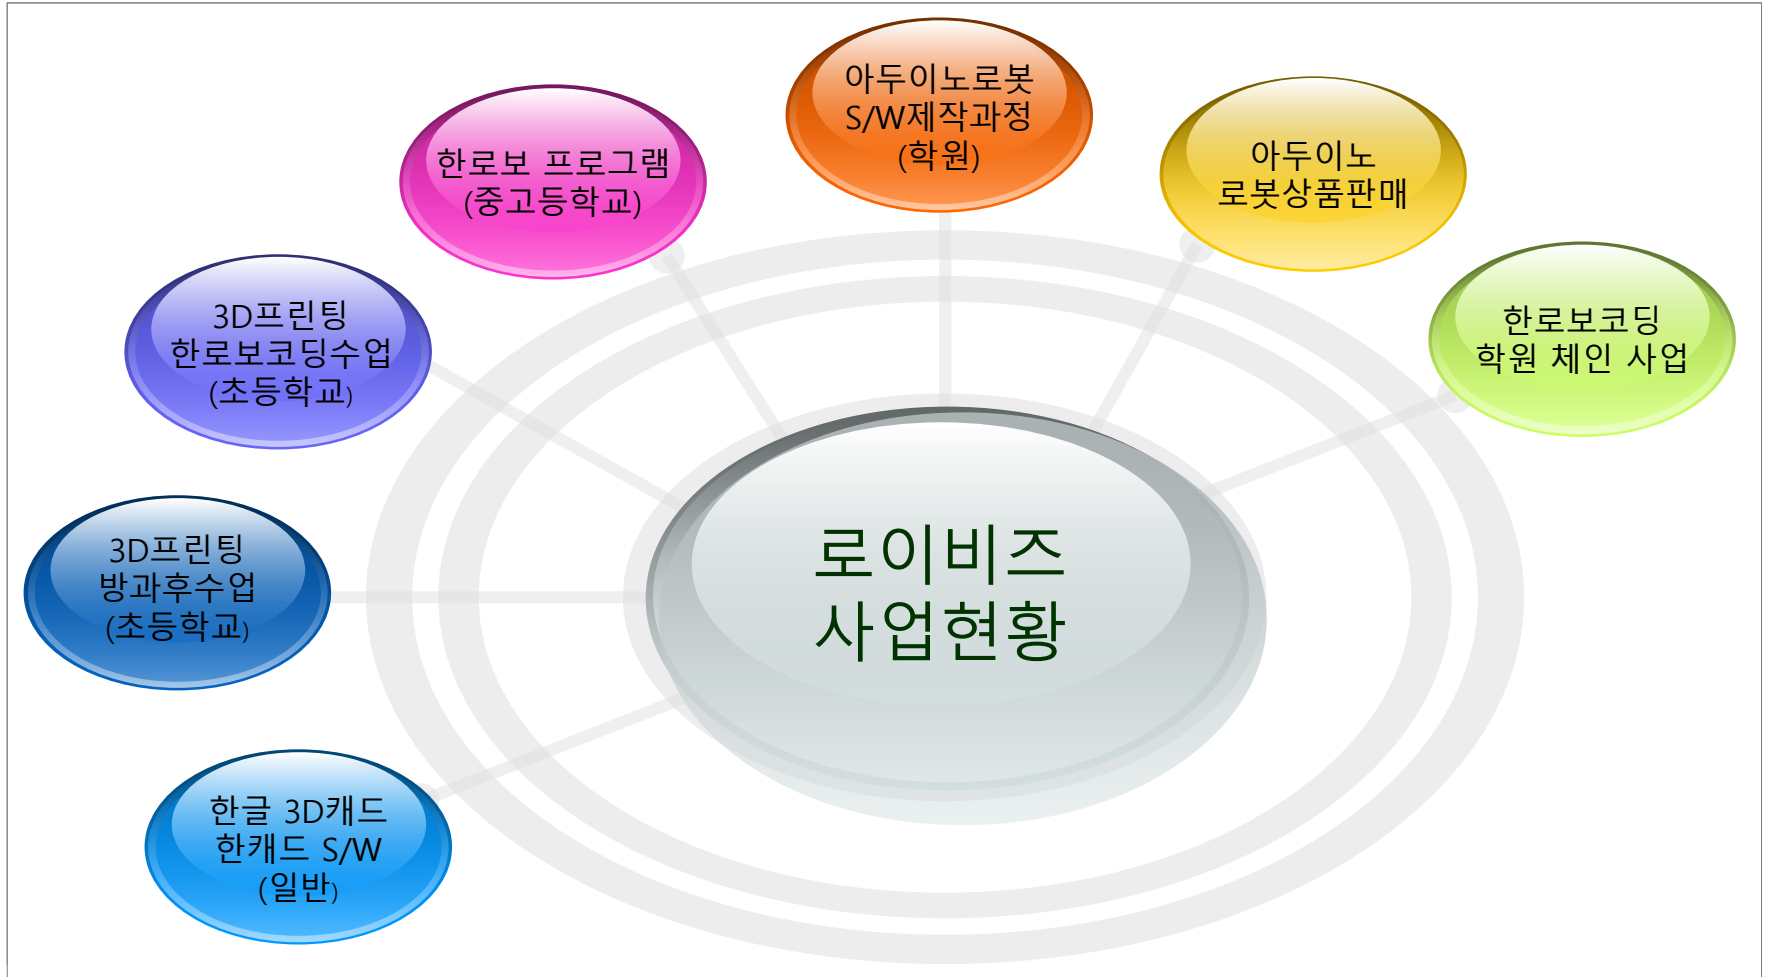 아두이노로봇
S/W제작과정
(학원)
한로보 프로그램
(중고등학교)
아두이노
로봇상품판매
3D프린팅
한로보코딩수업
(초등학교)
한로보코딩
학원 체인 사업
3D프린팅
방과후수업
(초등학교)
로이비즈
사업현황
한글 3D캐드
한캐드 S/W
(일반)